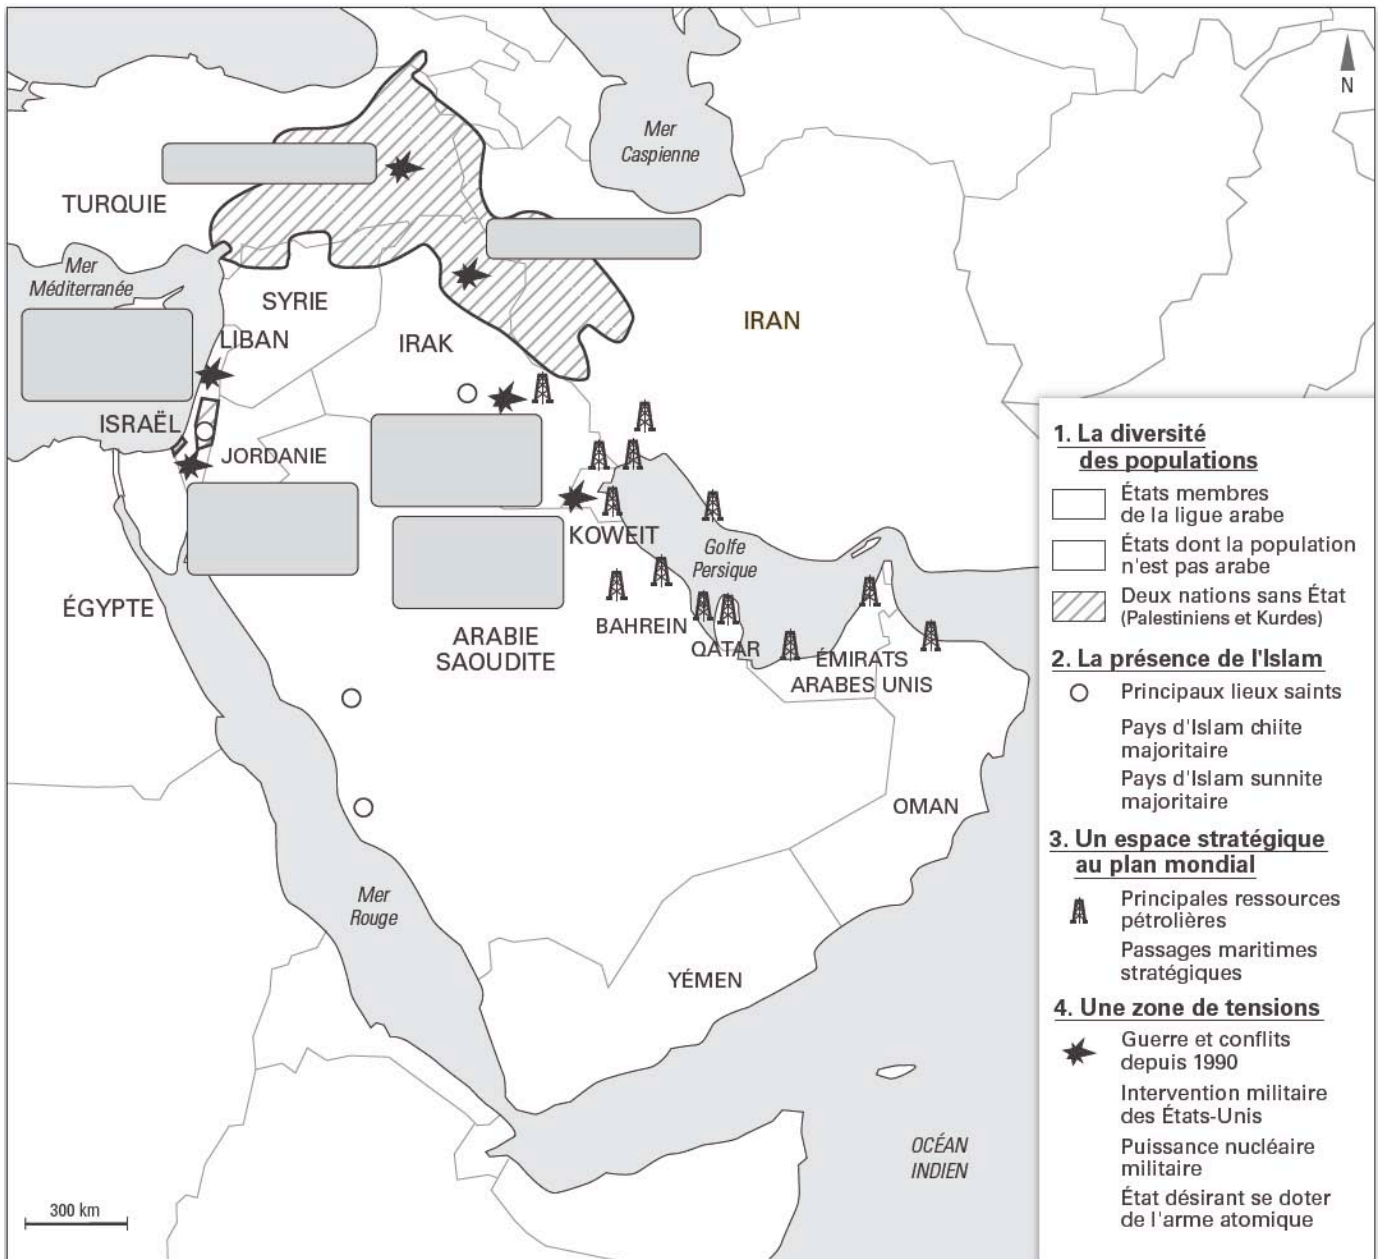 N
Mer
Caspienne
TURQUIE
Mer
Méditerranée
SYRIE
LIBAN
IRAK
IRAN
ISRAËL
JORDANIE
KOWEIT
Golfe
Persique
ÉGYPTE
BAHREIN
ARABIE
SAOUDITE
QATAR
ÉMIRATS
ARABES UNIS
OMAN
Mer
Rouge
YÉMEN
OCÉAN
INDIEN
300 km
1. La diversité
des populations
États membres
de la ligue arabe
États dont la population
n'est pas arabe
Deux nations sans État
(Palestiniens et Kurdes)
2. La présence de l'Islam
Principaux lieux saints
Pays d'Islam chiite
majoritaire
Pays d'Islam sunnite
majoritaire
3. Un espace stratégique
au plan mondial
Principales ressources
pétrolières
Passages maritimes
stratégiques
4. Une zone de tensions
Guerre et conflits
depuis 1990
Intervention militaire
des États-Unis
Puissance nucléaire
militaire
État désirant se doter
de l'arme atomique